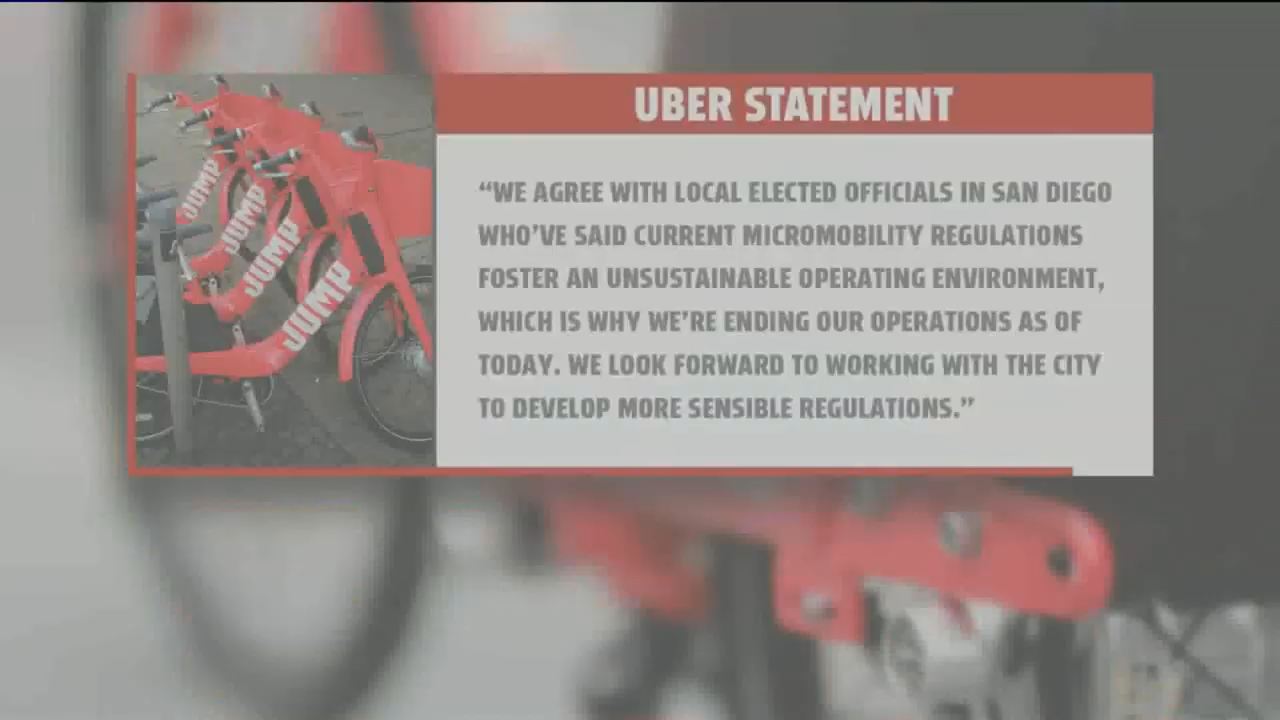 UBER STATEMENT
“WE AGREE WITH LOCAL ELECTED OFFICIALS IN SAN DIEGO
WHO’VE SAID CURRENT MICROMOBILITY REGULATIONS
FOSTER AN UNSUSTAINABLE OPERATING ENVIRONMENT,
WHICH IS WHY WE’RE ENDING OUR OPERATIONS AS OF
TODAY. WE LOOK FORWARD TO WORKING WITH THE CITY
TO DEVELOP MORE SENSIBLE REGULATIONS.”
JUMP
JUMP
JUMP
JUMP